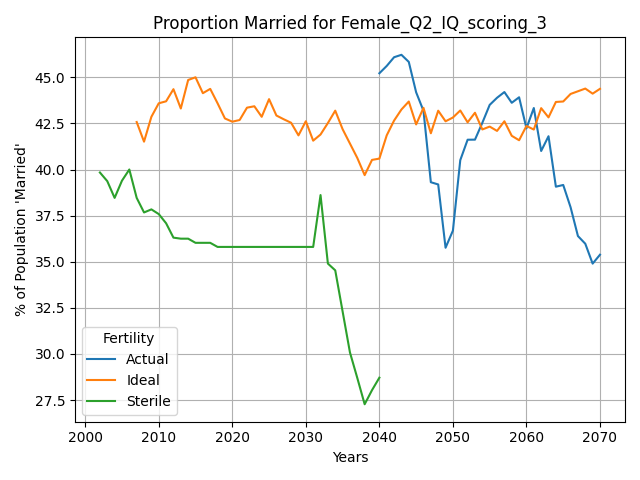 Proportion Married for Female_Q2_IQ_scoring_3
% of Population 'Married'
45.0
42.5
40.0
37.5
35.0
32.5
30.0
27.5
Fertility
Actual
Ideal
Sterile
2000 2010 2020 2030 2040 2050 2060 2070
Years